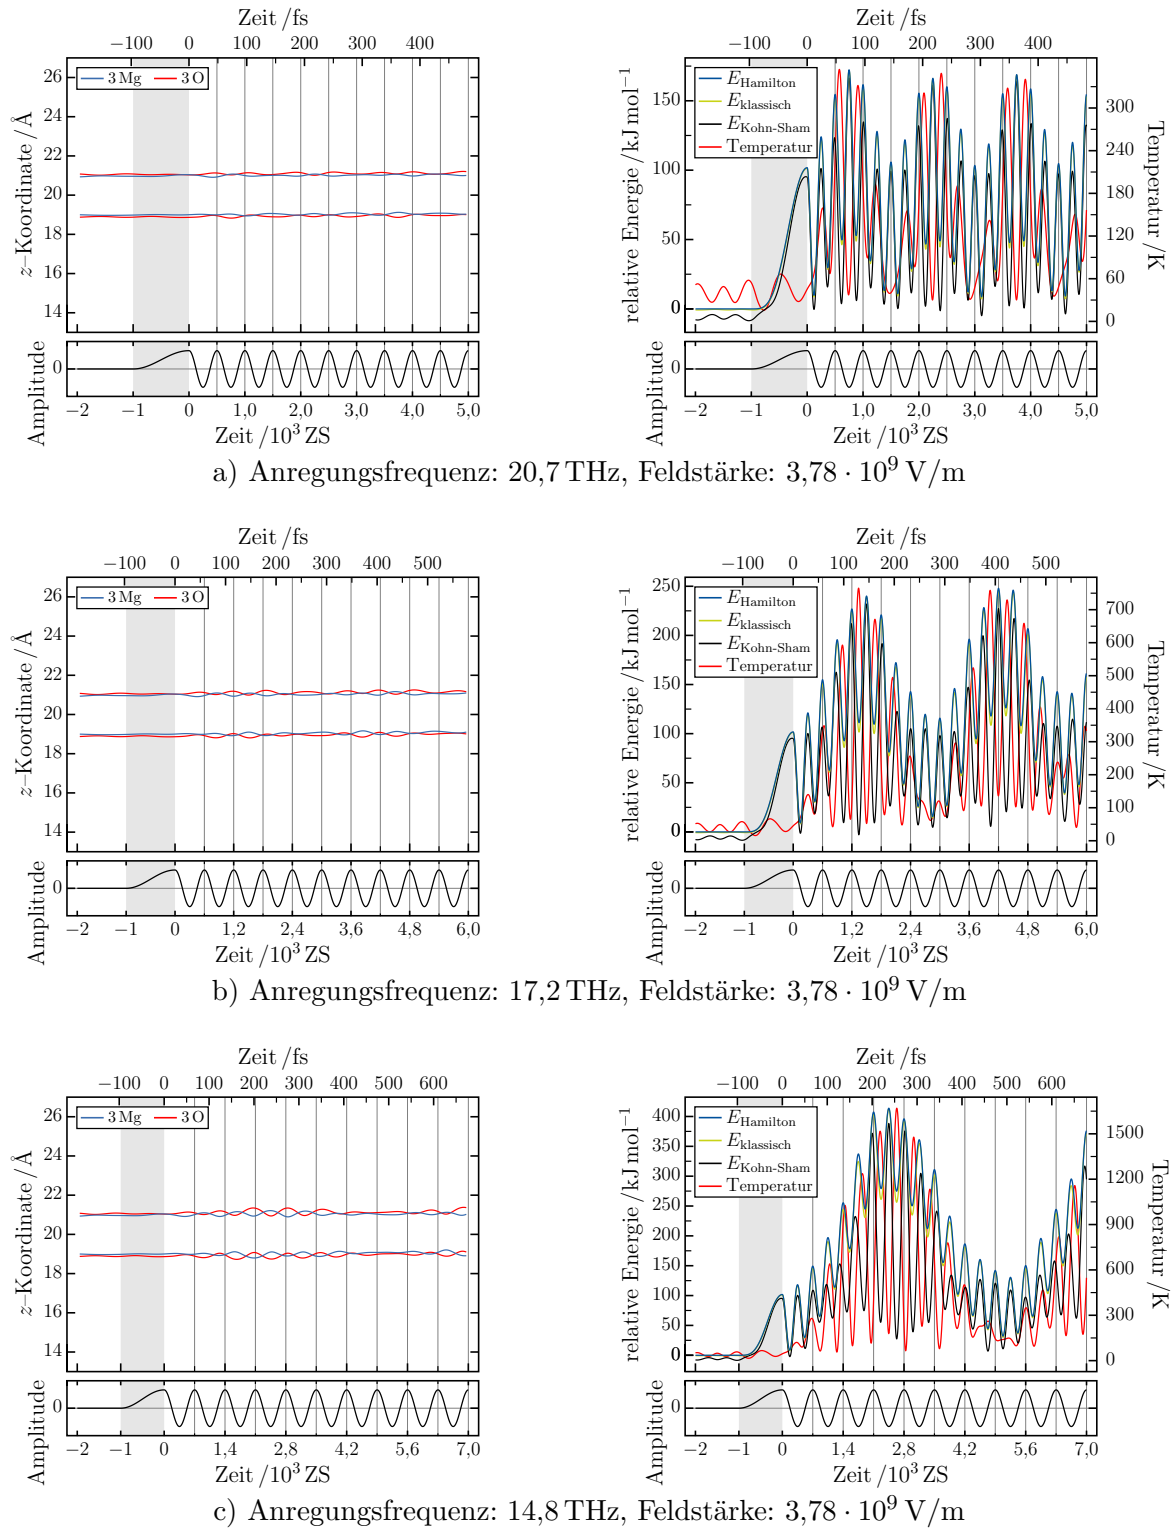 Zeit /fs
−100 0 100 200 300 400
3 Mg 3 O
z–Koordinate /Å
26
24
22
21
19
18
16
14
Amplitude
0
−2 −1 0 1,0 2,0 3,0 4,0 5,0
Zeit /10³ ZS
Zeit /fs
−100 0 100 200 300 400
E_Hamilton
E_klassisch
E_Kohn-Sham
Temperatur
relative Energie /kJ mol⁻¹
150
100
50
0
Temperatur /K
300
240
180
120
60
0
Amplitude
0
−2 −1 0 1,0 2,0 3,0 4,0 5,0
Zeit /10³ ZS
a) Anregungsfrequenz: 20,7 THz, Feldstärke: 3,78 · 10⁹ V/m
Zeit /fs
−100 0 100 200 300 400 500
3 Mg 3 O
z–Koordinate /Å
26
24
22
21
19
18
16
14
Amplitude
0
−2 −1 0 1,2 2,4 3,6 4,8 6,0
Zeit /10³ ZS
Zeit /fs
−100 0 100 200 300 400 500
E_Hamilton
E_klassisch
E_Kohn-Sham
Temperatur
relative Energie /kJ mol⁻¹
250
200
150
100
50
0
Temperatur /K
700
600
500
400
300
200
100
0
Amplitude
0
−2 −1 0 1,2 2,4 3,6 4,8 6,0
Zeit /10³ ZS
b) Anregungsfrequenz: 17,2 THz, Feldstärke: 3,78 · 10⁹ V/m
Zeit /fs
−100 0 100 200 300 400 500 600
3 Mg 3 O
z–Koordinate /Å
26
24
22
21
19
18
16
14
Amplitude
0
−2 −1 0 1,4 2,8 4,2 5,6 7,0
Zeit /10³ ZS
Zeit /fs
−100 0 100 200 300 400 500 600
E_Hamilton
E_klassisch
E_Kohn-Sham
Temperatur
relative Energie /kJ mol⁻¹
400
350
300
250
200
150
100
50
0
Temperatur /K
1500
1200
900
600
300
0
Amplitude
0
−2 −1 0 1,4 2,8 4,2 5,6 7,0
Zeit /10³ ZS
c) Anregungsfrequenz: 14,8 THz, Feldstärke: 3,78 · 10⁹ V/m